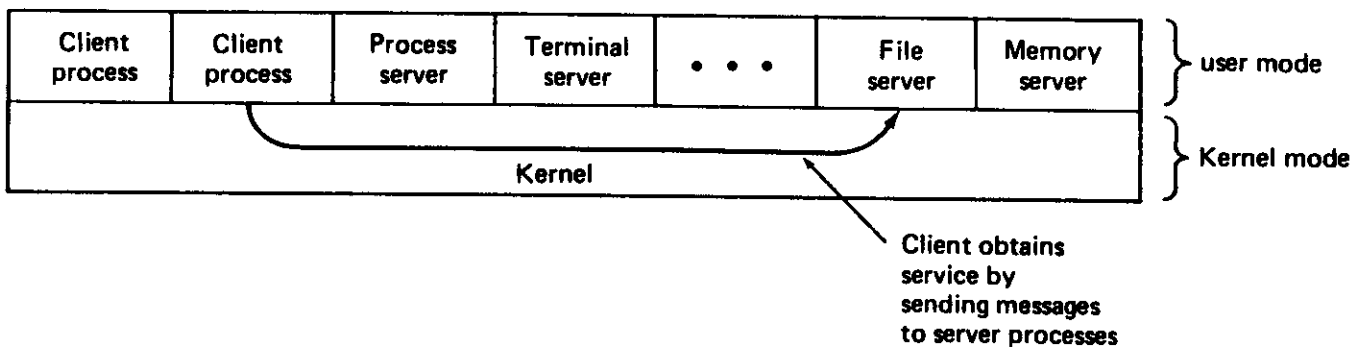 Client process
Client process
Process server
Terminal server
• • •
File server
Memory server
user mode
Kernel mode
Kernel
Client obtains
service by
sending messages
to server processes